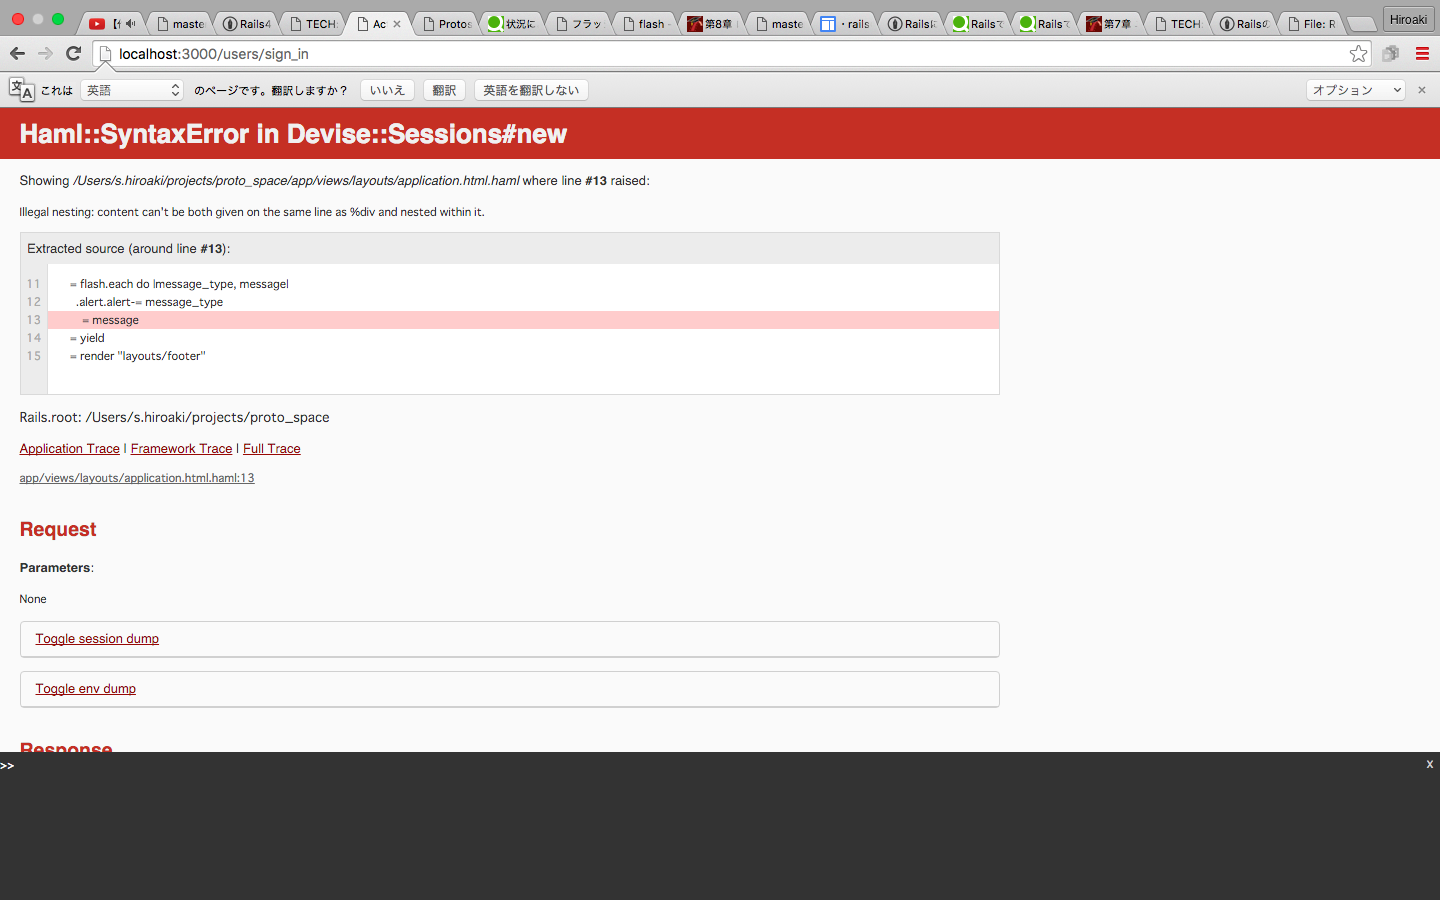 【イ
maste
Rails4
TECH:
Ac
Protos
状況に
フラッ
flash -
第8章
maste
・rails
Railsに
Railsで
Railsで
第7章
TECH
Railsの
File: R
Hiroaki
localhost:3000/users/sign_in
これは 英語 のページです。翻訳しますか？ いいえ 翻訳 英語を翻訳しない オプション
Haml::SyntaxError in Devise::Sessions#new
Showing /Users/s.hiroaki/projects/proto_space/app/views/layouts/application.html.haml where line #13 raised:
Illegal nesting: content can't be both given on the same line as %div and nested within it.
Extracted source (around line #13):
11 = flash.each do |message_type, message|
12 .alert.alert-= message_type
13 = message
14 = yield
15 = render "layouts/footer"
Rails.root: /Users/s.hiroaki/projects/proto_space
Application Trace | Framework Trace | Full Trace
app/views/layouts/application.html.haml:13
Request
Parameters:
None
Toggle session dump
Toggle env dump
Response
>> x